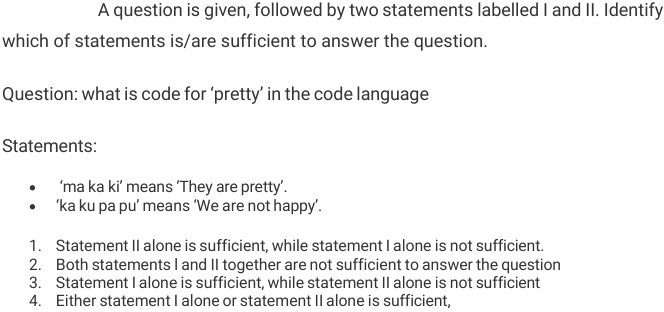 A question is given, followed by two statements labelled I and II. Identify
which of statements is/are sufficient to answer the question.
Question: what is code for ‘pretty’ in the code language
Statements:
• ‘ma ka ki’ means ‘They are pretty’.
• ‘ka ku pa pu’ means ‘We are not happy’.
1. Statement II alone is sufficient, while statement I alone is not sufficient.
2. Both statements I and II together are not sufficient to answer the question
3. Statement I alone is sufficient, while statement II alone is not sufficient
4. Either statement I alone or statement II alone is sufficient,